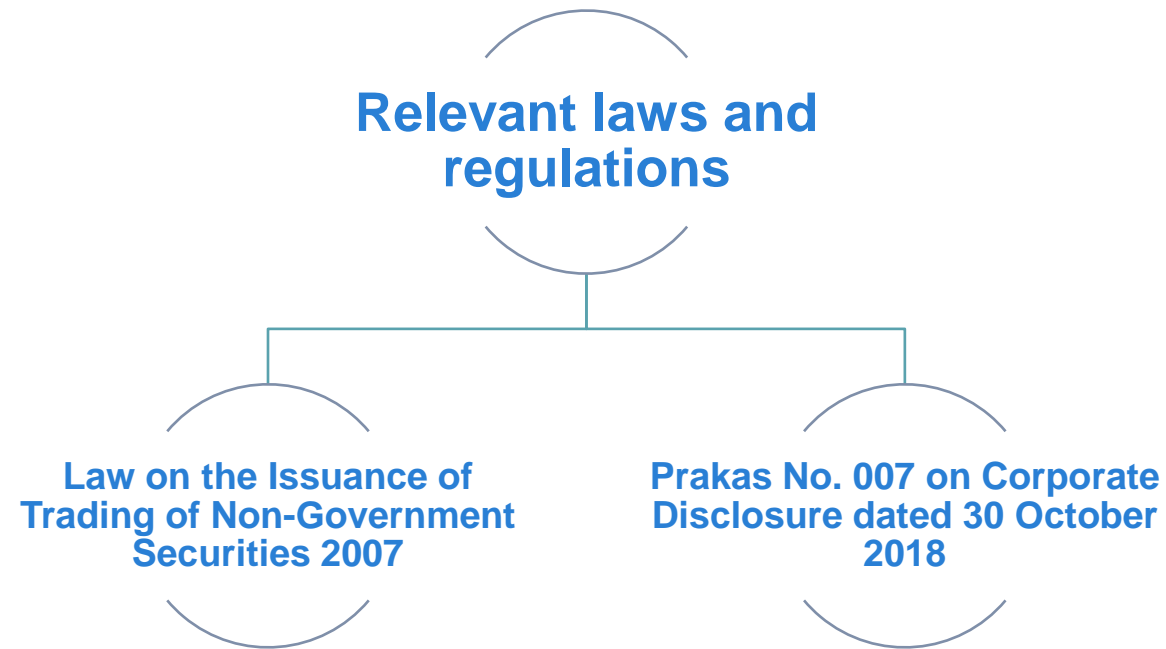 Relevant laws and
regulations
Law on the Issuance of
Trading of Non-Government
Securities 2007
Prakas No. 007 on Corporate
Disclosure dated 30 October
2018